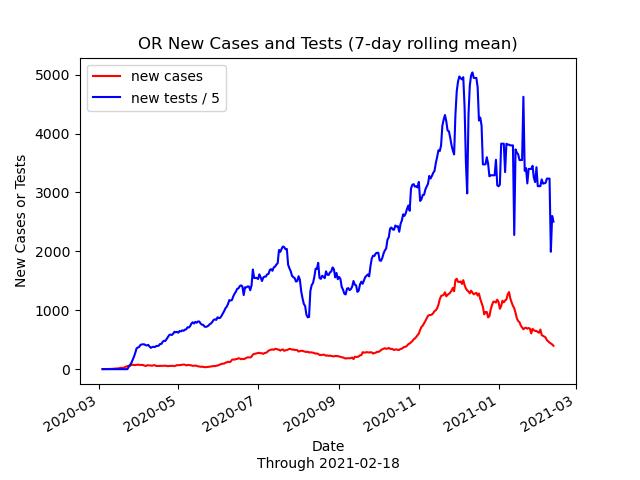 OR New Cases and Tests (7-day rolling mean)
new cases
new tests / 5
New Cases or Tests
5000
4000
3000
2000
1000
0
2020-03
2020-05
2020-07
2020-09
2020-11
2021-01
2021-03
Date
Through 2021-02-18